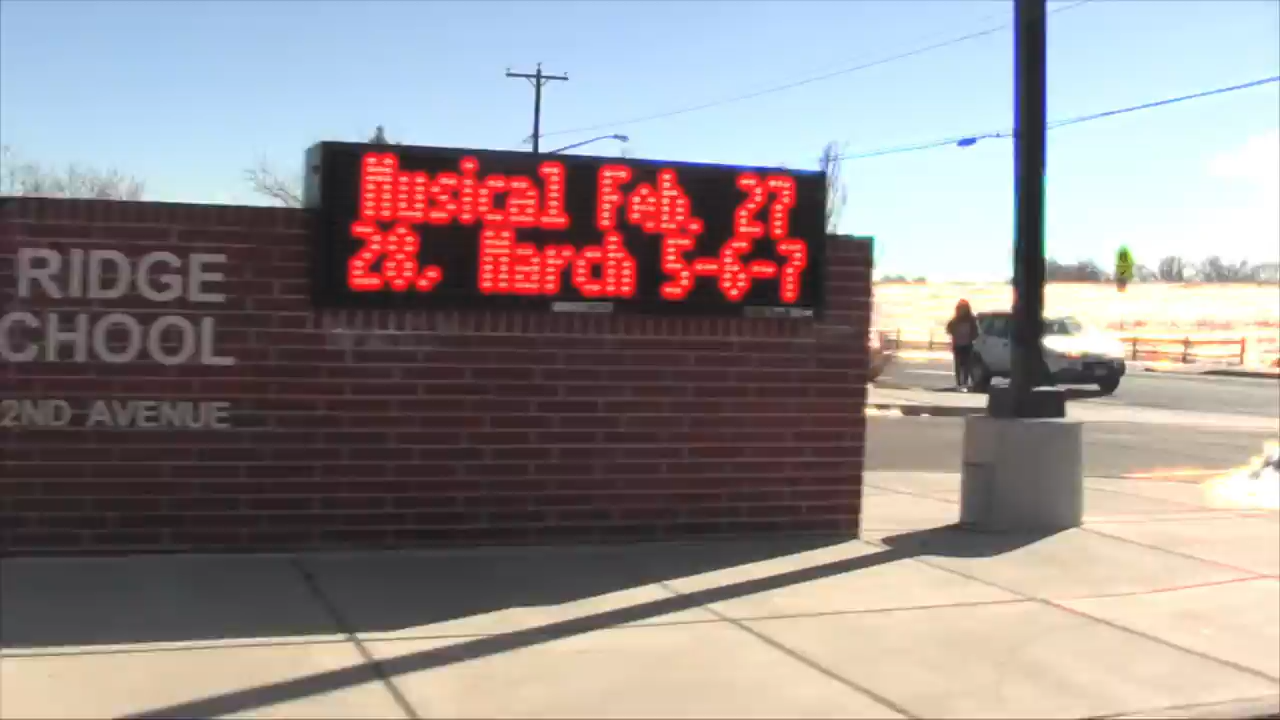 RIDGE
CHOOL
2ND AVENUE
Musical Feb. 27
28, March 5-6-7